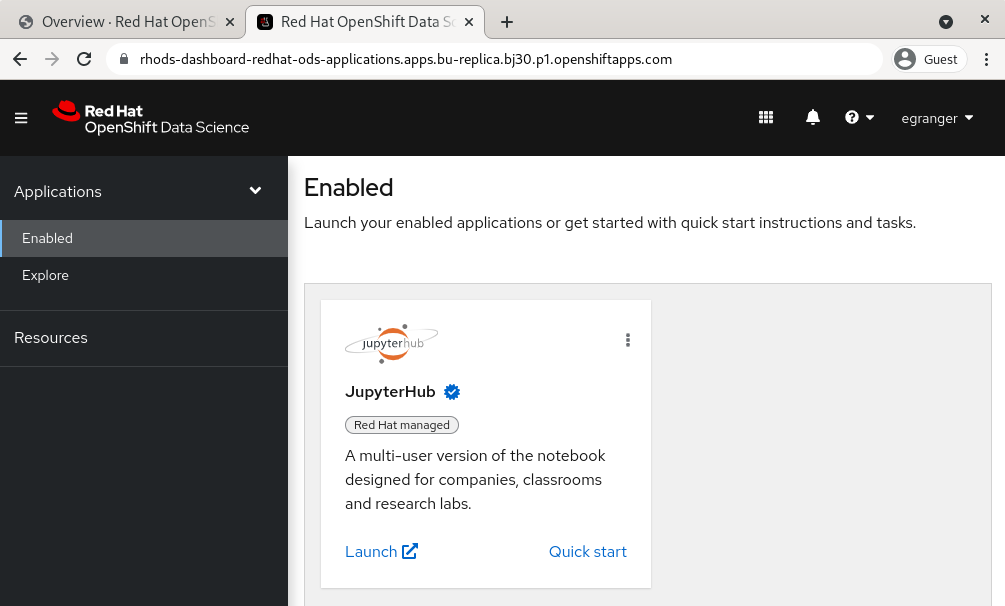 Overview · Red Hat OpenS
Red Hat OpenShift Data Sc
rhods-dashboard-redhat-ods-applications.apps.bu-replica.bj30.p1.openshiftapps.com
Guest
Red Hat
OpenShift Data Science
egranger
Applications
Enabled
Explore
Resources
Enabled
Launch your enabled applications or get started with quick start instructions and tasks.
jupyterhub
JupyterHub
Red Hat managed
A multi-user version of the notebook
designed for companies, classrooms
and research labs.
Launch
Quick start